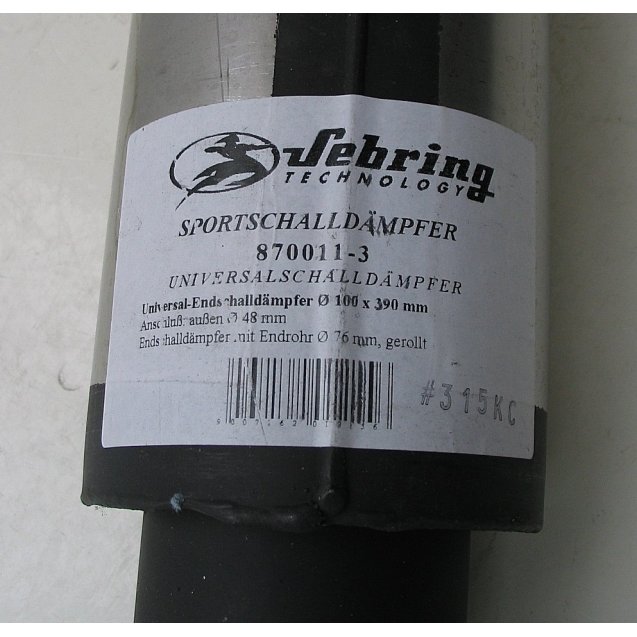 Sebring
TECHNOLOGY
SPORTSCHALLDÄMPFER
870011-3
UNIVERSALSCHALLDÄMPFER
Universal-Endschalldämpfer Ø 100 x 390 mm
Anschluß: außen Ø 48 mm
Endschalldämpfer mit Endrohr Ø 76 mm, gerollt
#315KC